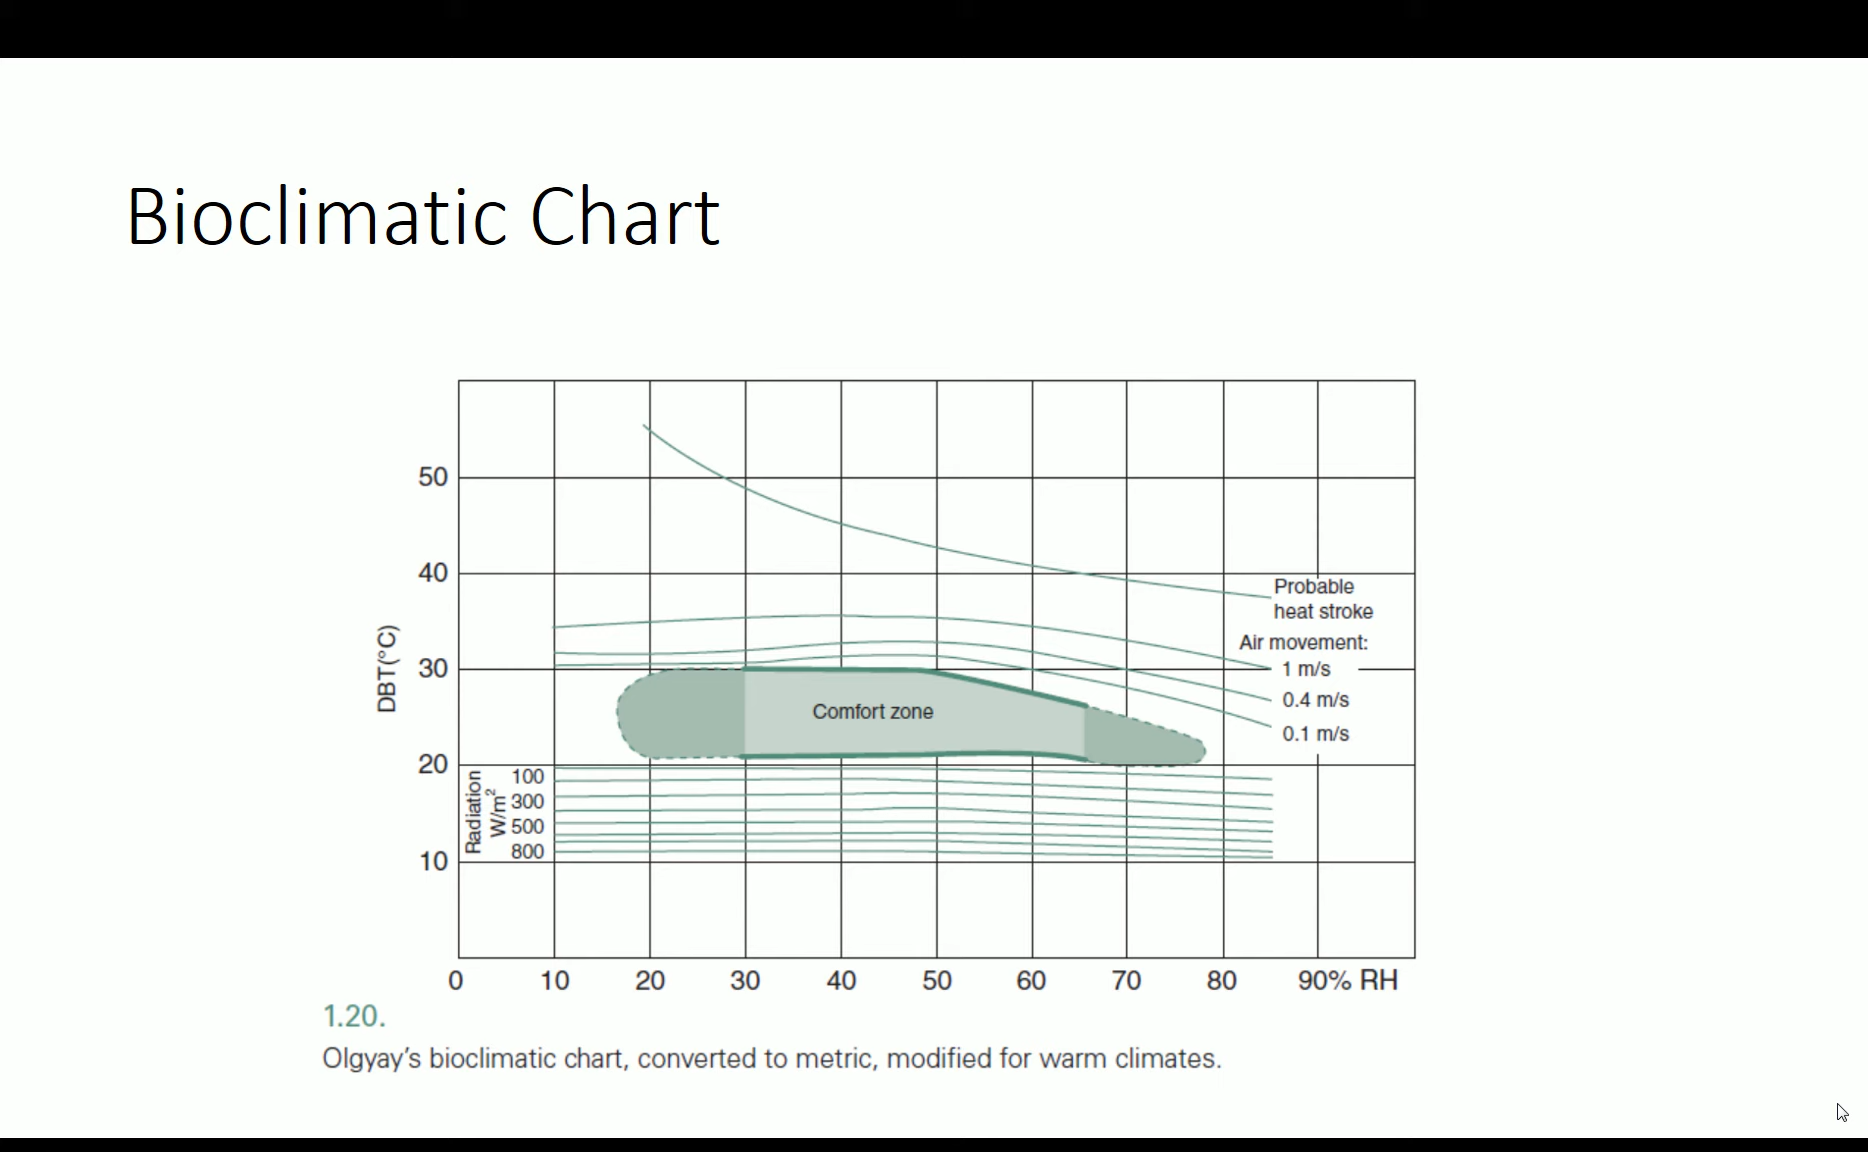 Bioclimatic Chart
50
40
30
20
10
DBT(°C)
Probable
heat stroke
Air movement:
1 m/s
0.4 m/s
0.1 m/s
Comfort zone
Radiation
W/m²
100
300
500
800
0 10 20 30 40 50 60 70 80 90% RH
1.20.
Olgyay’s bioclimatic chart, converted to metric, modified for warm climates.